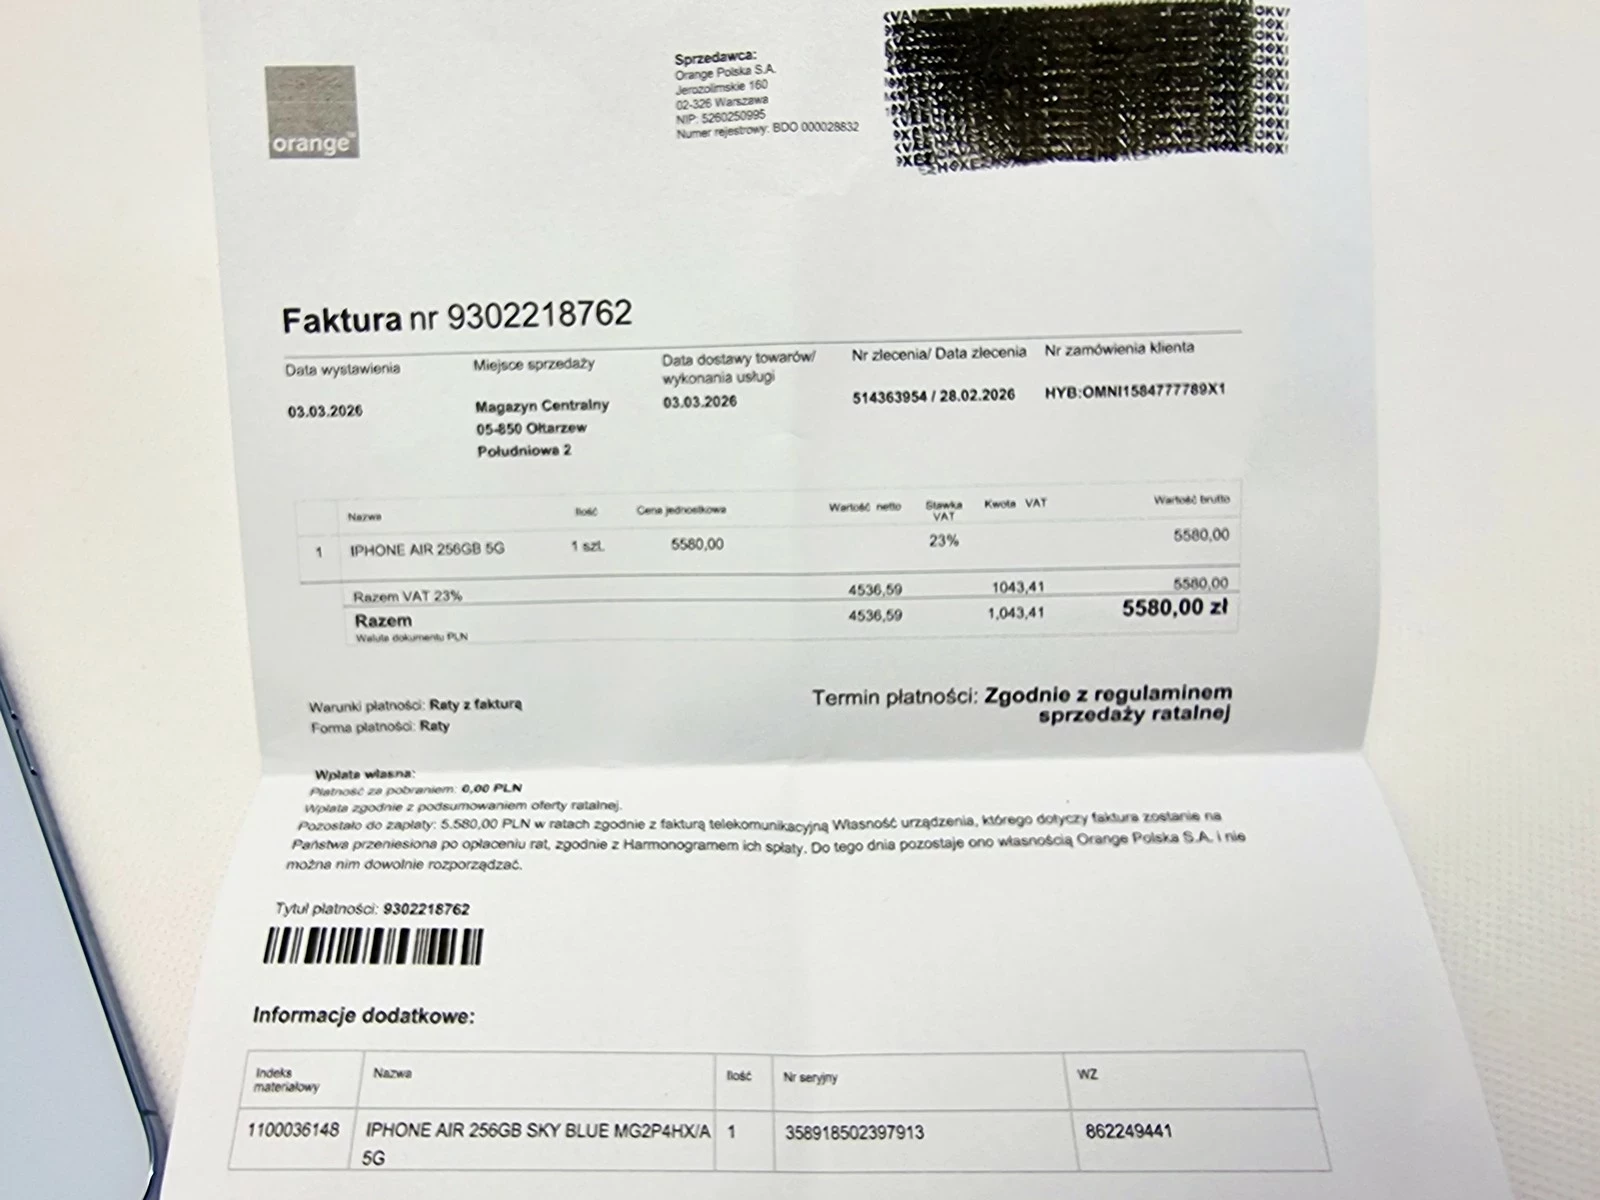 orange™
Sprzedawca:
Orange Polska S.A.
Jerozolimskie 160
02-326 Warszawa
NIP: 5260250995
Numer rejestrowy: BDO 000028832
Faktura nr 9302218762
Data wystawienia
03.03.2026
Miejsce sprzedaży
Magazyn Centralny
05-850 Ołtarzew
Południowa 2
Data dostawy towarów/
wykonania usługi
03.03.2026
Nr zlecenia/ Data zlecenia
514363954 / 28.02.2026
Nr zamówienia klienta
HYB:OMNI1584777789X1
Nazwa Ilość Cena jednostkowa Wartość netto Stawka VAT Kwota VAT Wartość brutto
1 IPHONE AIR 256GB 5G 1 szt. 5580,00 23% 5580,00
Razem VAT 23% 4536,59 1043,41 5580,00
Razem 4536,59 1,043,41 5580,00 zł
Waluta dokumentu PLN
Warunki płatności: Raty z fakturą
Forma płatności: Raty
Termin płatności: Zgodnie z regulaminem
sprzedaży ratalnej
Wpłata własna:
Płatność za pobraniem: 0,00 PLN
Wpłata zgodnie z podsumowaniem oferty ratalnej.
Pozostało do zapłaty: 5.580,00 PLN w ratach zgodnie z fakturą telekomunikacyjną Własność urządzenia, którego dotyczy faktura zostanie na
Państwa przeniesiona po opłaceniu rat, zgodnie z Harmonogramem ich spłaty. Do tego dnia pozostaje ono własnością Orange Polska S.A. i nie
można nim dowolnie rozporządzać.
Tytuł płatności: 9302218762
Informacje dodatkowe:
Indeks materiałowy Nazwa Ilość Nr seryjny WZ
1100036148 IPHONE AIR 256GB SKY BLUE MG2P4HX/A 1 358918502397913 862249441
5G